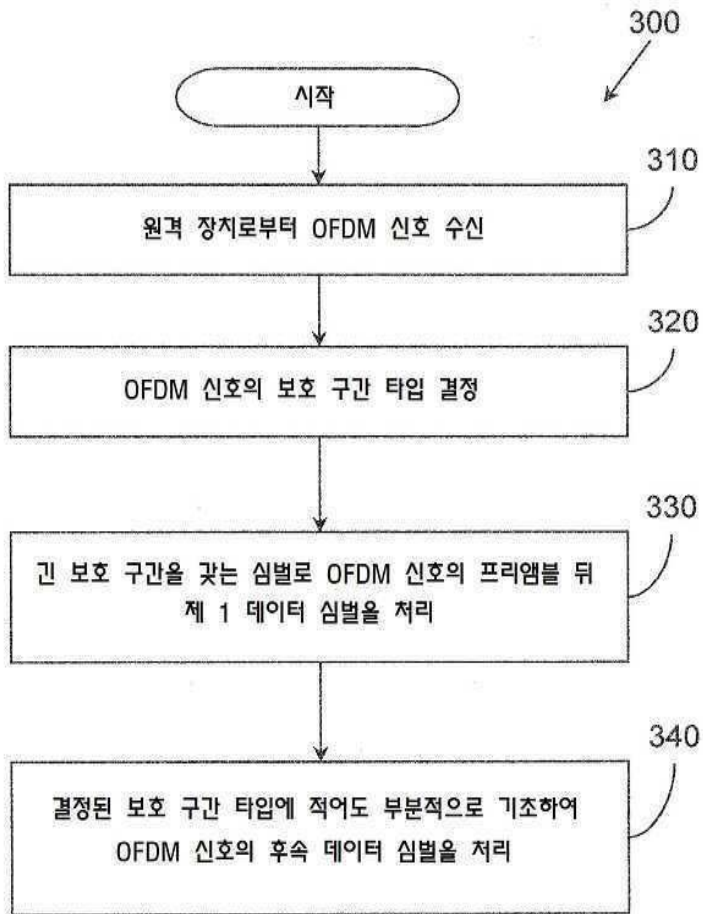 300
시작
310
원격 장치로부터 OFDM 신호 수신
320
OFDM 신호의 보호 구간 타입 결정
330
긴 보호 구간을 갖는 심벌로 OFDM 신호의 프리앰블 뒤
제 1 데이터 심벌을 처리
340
결정된 보호 구간 타입에 적어도 부분적으로 기초하여
OFDM 신호의 후속 데이터 심벌을 처리